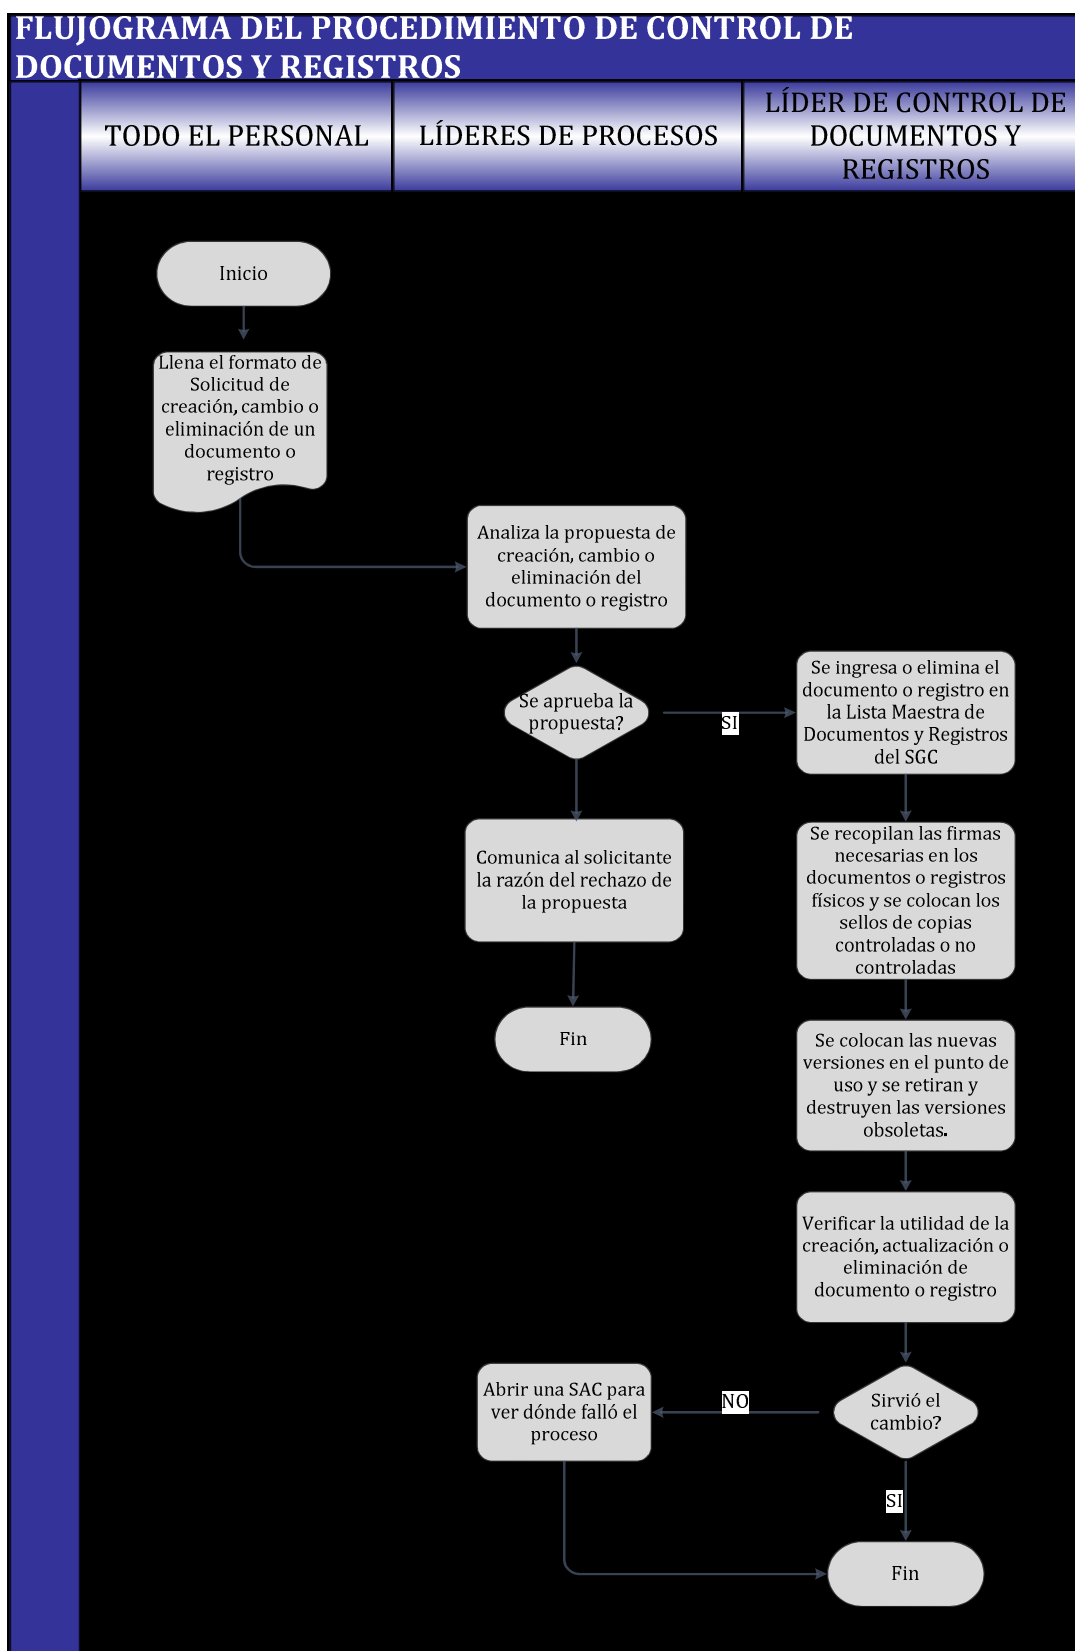 FLUJOGRAMA DEL PROCEDIMIENTO DE CONTROL DE
DOCUMENTOS Y REGISTROS
TODO EL PERSONAL
LÍDERES DE PROCESOS
LÍDER DE CONTROL DE
DOCUMENTOS Y
REGISTROS
Inicio
Llena el formato de
Solicitud de
creación, cambio o
eliminación de un
documento o
registro
Analiza la propuesta de
creación, cambio o
eliminación del
documento o registro
Se aprueba la
propuesta?
SI
Se ingresa o elimina el
documento o registro en
la Lista Maestra de
Documentos y Registros
del SGC
Comunica al solicitante
la razón del rechazo de
la propuesta
Fin
Se recopilan las firmas
necesarias en los
documentos o registros
físicos y se colocan los
sellos de copias
controladas o no
controladas
Se colocan las nuevas
versiones en el punto de
uso y se retiran y
destruyen las versiones
obsoletas.
Verificar la utilidad de la
creación, actualización o
eliminación de
documento o registro
Sirvió el
cambio?
NO
Abrir una SAC para
ver dónde falló el
proceso
SI
Fin